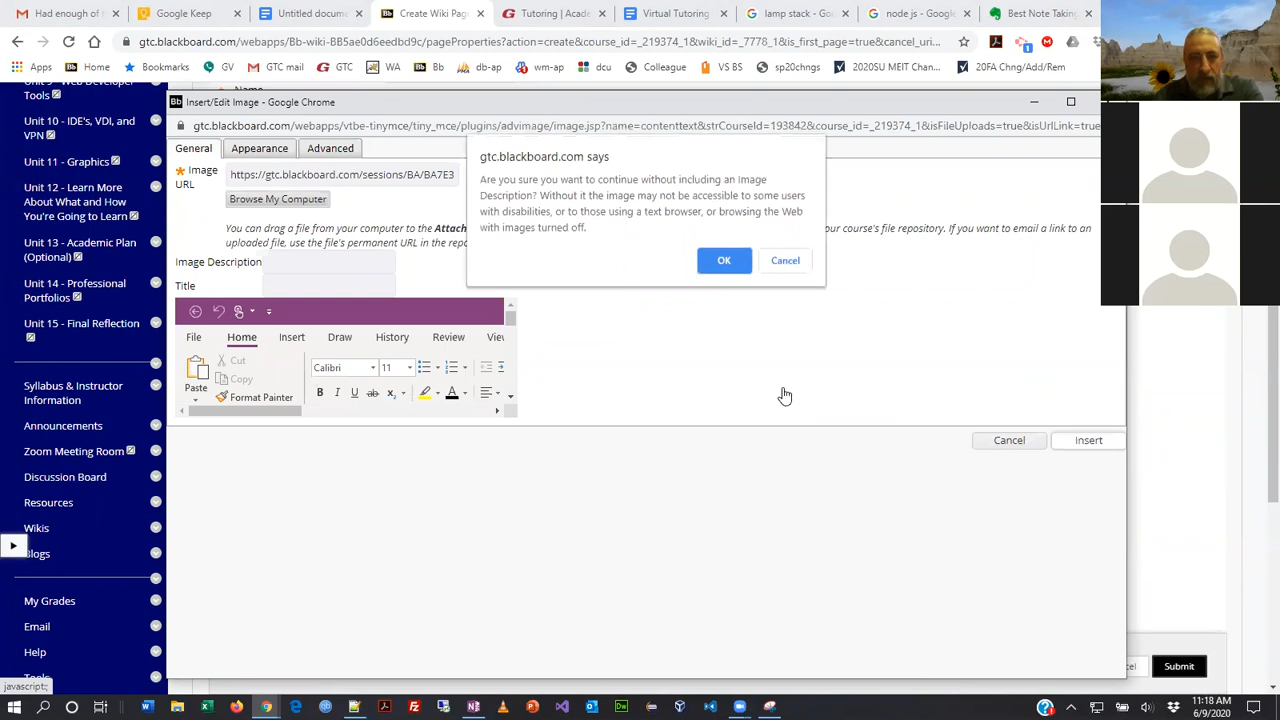 Had enough of
Google Keep
Untitled docume
Create Wiki Pag
Tutoring | Acade
Virtual Tutoring
lamp stack - Goo
node js - Google
Best Note Taking
gtc.blackboard.com/webapps/Bb-wiki-BB5ae0d6eedb9c/pageProperties?action=create&course_id=_219374_1&wiki_id=_7778_1&is_first_page=true&cancel_uri...
Apps
Home
Bookmarks
GV
GTC mail
GTC
WA
Bb
db-ap
wm-ap
dcu
Colleague
VS BS
sp20chngs
2020SU MEIT Chan
20FA Chng/Add/Rem
Tools
Unit 10 - IDE's, VDI, and
VPN
Unit 11 - Graphics
Unit 12 - Learn More
About What and How
You're Going to Learn
Unit 13 - Academic Plan
(Optional)
Unit 14 - Professional
Portfolios
Unit 15 - Final Reflection
Syllabus & Instructor
Information
Announcements
Zoom Meeting Room
Discussion Board
Resources
Wikis
Blogs
My Grades
Email
Help
Tools
javascript:;
Insert/Edit Image - Google Chrome
gtc.blackboard.com/webapps/vtbe-tinymce/tiny_mce/plugins/advimage/image.jsp?name=contenttext&strCourseId=193842&course_id=_219374_1&isFileUploads=true&isUrlLink=true&
General
Appearance
Advanced
Image
URL
https://gtc.blackboard.com/sessions/BA/BA7E3
Browse My Computer
You can drag a file from your computer to the Attach
your course's file repository. If you want to email a link to an
uploaded file, use the file's permanent URL in the repo
Image Description
Title
gtc.blackboard.com says
Are you sure you want to continue without including an Image
Description? Without it the image may not be accessible to some users
with disabilities, or to those using a text browser, or browsing the Web
with images turned off.
OK
Cancel
File
Home
Insert
Draw
History
Review
Paste
Cut
Copy
Format Painter
Calibri
11
B I U ab x A
Cancel
Insert
Submit
11:18 AM
6/9/2020